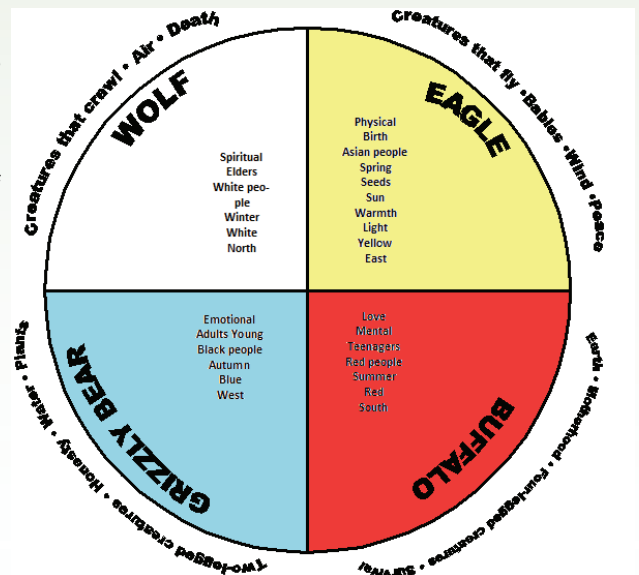 Creatures that crawl • Air • Death
WOLF
Spiritual
Elders
White peo-
ple
Winter
White
North
Creatures that fly •Babies •Wind •Peace
EAGLE
Physical
Birth
Asian people
Spring
Seeds
Sun
Warmth
Light
Yellow
East
Two-legged creatures • Honesty • Water • Plants
GRIZZLY BEAR
Emotional
Adults Young
Black people
Autumn
Blue
West
Earth • Motherhood • Four-legged creatures • Survival
BUFFALO
Love
Mental
Teenagers
Red people
Summer
Red
South